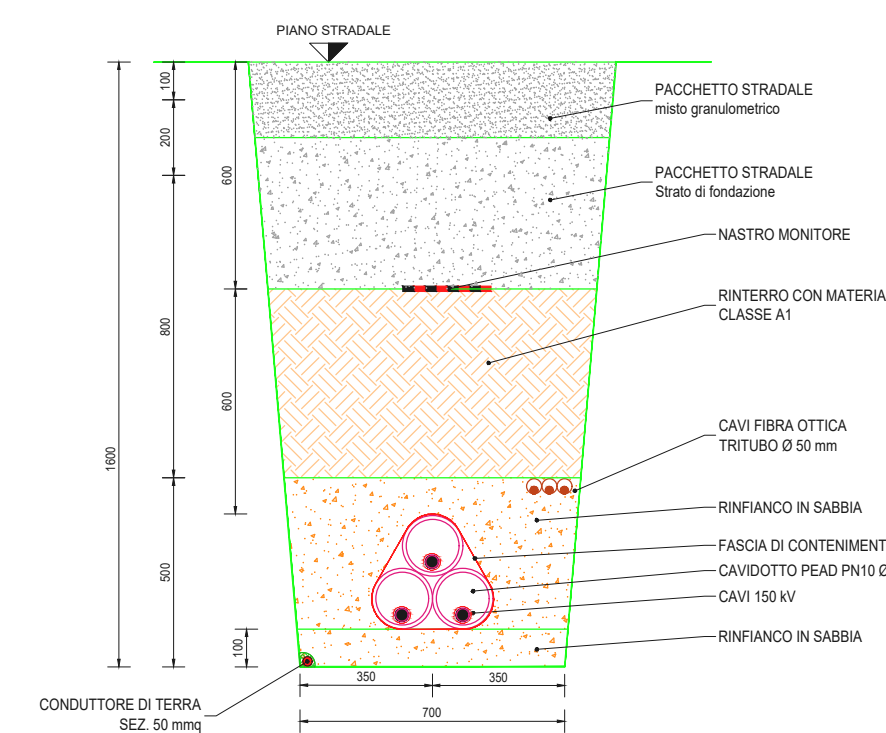 PIANO STRADALE
100
200
600
800
1600
600
500
100
350
350
700
PACCHETTO STRADALE
misto granulometrico
PACCHETTO STRADALE
Strato di fondazione
NASTRO MONITORE
RINTERRO CON MATERIA
CLASSE A1
CAVI FIBRA OTTICA
TRITUBO Ø 50 mm
RINFIANCO IN SABBIA
FASCIA DI CONTENIMENT
CAVIDOTTO PEAD PN10 Ø
CAVI 150 kV
RINFIANCO IN SABBIA
CONDUTTORE DI TERRA
SEZ. 50 mmq